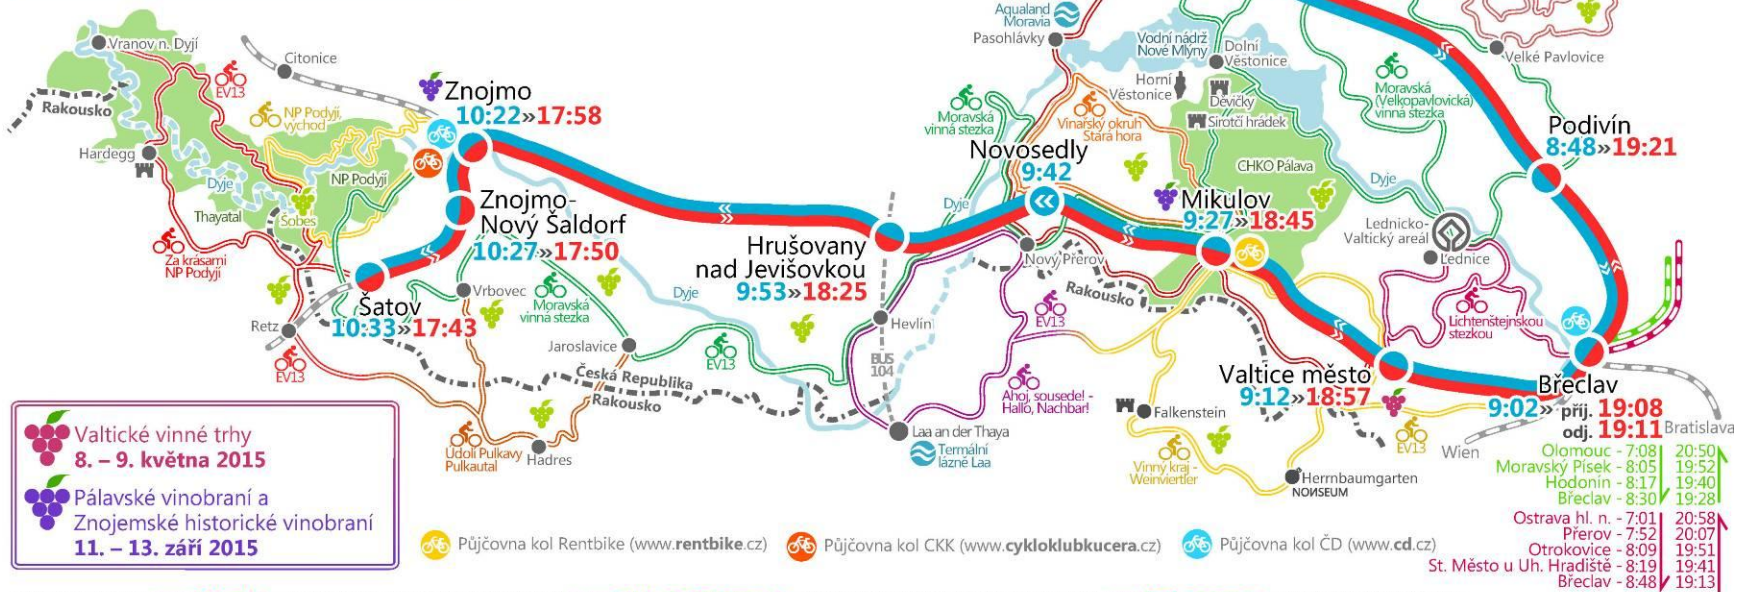 Aqualand
Moravia
Pasohlávky
Vodní nádrž
Nové Mlýny
Dolní
Věstonice
Horní
Věstonice
Velké Pavlovice
Vranov n. Dyjí
Citonice
EV13
Rakousko
NP Podyjí,
východ
Znojmo
10:22»17:58
Moravská
vinná stezka
Vinařský okruh
Stará hora
Děvičky
Sirotčí hrádek
Moravská
(Velkopavlovická)
vinná stezka
Podivín
8:48»19:21
Hardegg
Dyje
NP Podyjí
Thayatal
Šobes
Novosedly
9:42
CHKO Pálava
Dyje
Mikulov
9:27»18:45
Dyje
Znojmo-
Nový Šaldorf
10:27»17:50
Lednicko-
Valtický areál
Lednice
Za krásami
NP Podyjí
Hrušovany
nad Jevišovkou
9:53»18:25
Nový Přerov
Rakousko
Šatov
10:33»17:43
Vrbovec
Moravská
vinná stezka
Dyje
Retz
EV13
Hevlín
EV13
Lichtenštejnskou
stezkou
Jaroslavice
EV13
BUS
104
Česká Republika
Rakousko
Ahoj, sousede! -
Hallo, Nachbar!
Valtice město
9:12»18:57
Břeclav
9:02» příj. 19:08
odj. 19:11
Bratislava
Falkenstein
Wien
EV13
Valtické vinné trhy
8. – 9. května 2015
Pálavské vinobraní a
Znojemské historické vinobraní
11. – 13. září 2015
Údolí Pulkavy
Pulkautal
Hadres
Laa an der Thaya
Termální
lázně Laa
Vinný kraj -
Weinviertler
Herrnbaumgarten
NONSEUM
Olomouc - 7:08 20:50
Moravský Písek - 8:05 19:52
Hodonín - 8:17 19:40
Břeclav - 8:30 19:28
Ostrava hl. n. - 7:01 20:58
Přerov - 7:52 20:07
Otrokovice - 8:09 19:51
St. Město u Uh. Hradiště - 8:19 19:41
Břeclav - 8:48 19:13
Půjčovna kol Rentbike (www.rentbike.cz)
Půjčovna kol CKK (www.cykloklubkucera.cz)
Půjčovna kol ČD (www.cd.cz)